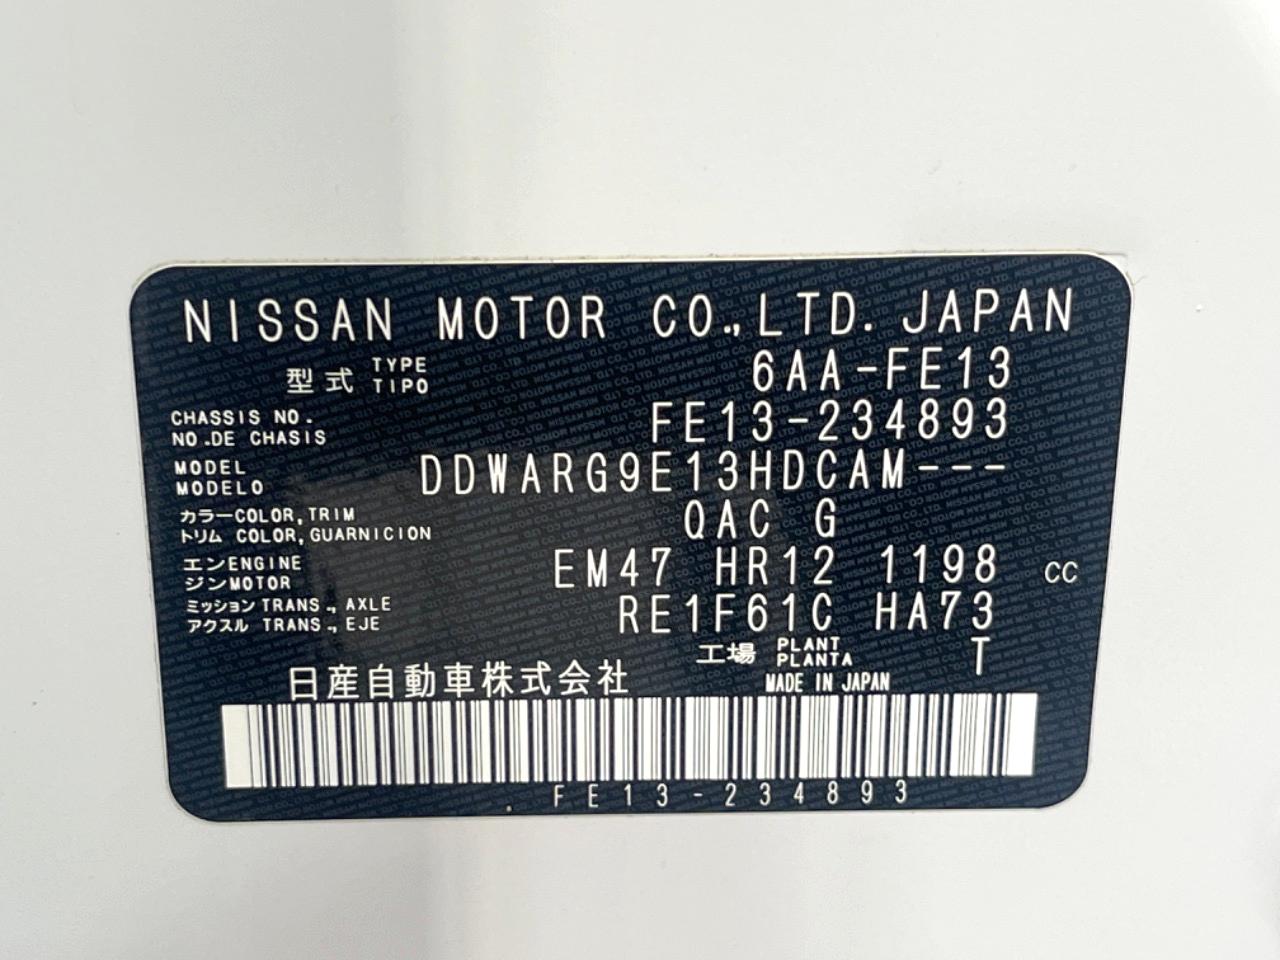 NISSAN MOTOR CO.,LTD. JAPAN
型式 TYPE TIPO 6AA-FE13
CHASSIS NO. FE13-234893
NO.DE CHASIS
MODEL DDWARG9E13HDCAM---
MODELO
カラーCOLOR,TRIM QAC G
トリム COLOR,GUARNICION
エンENGINE EM47 HR12 1198 CC
ジンMOTOR
ミッションTRANS.,AXLE RE1F61C HA73
アクスル TRANS.,EJE
工場 PLANT PLANTA T
日産自動車株式会社 MADE IN JAPAN
FE13-234893